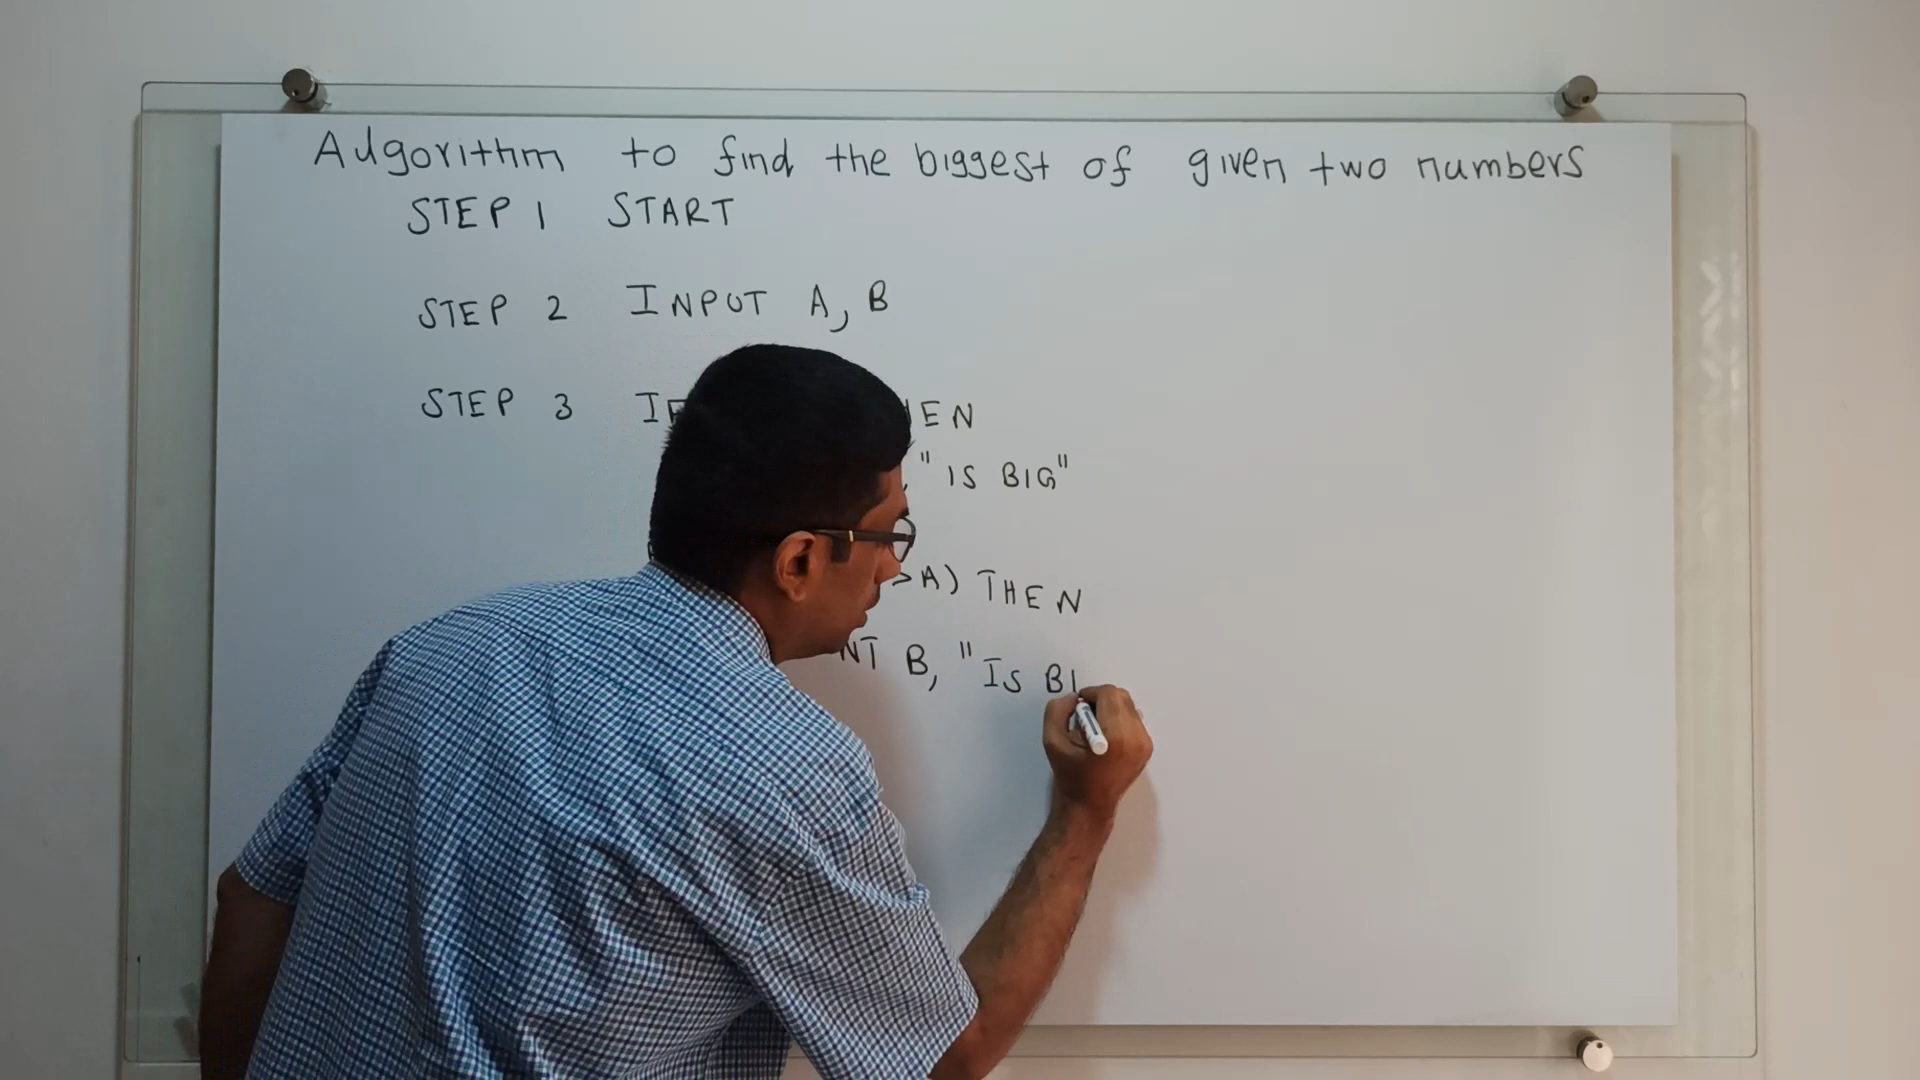 Algorithm to find the biggest of given two numbers
STEP 1 START
STEP 2 INPUT A, B
STEP 3 IF HEN
, "IS BIG"
>A) THEN
NT B, "IS BI